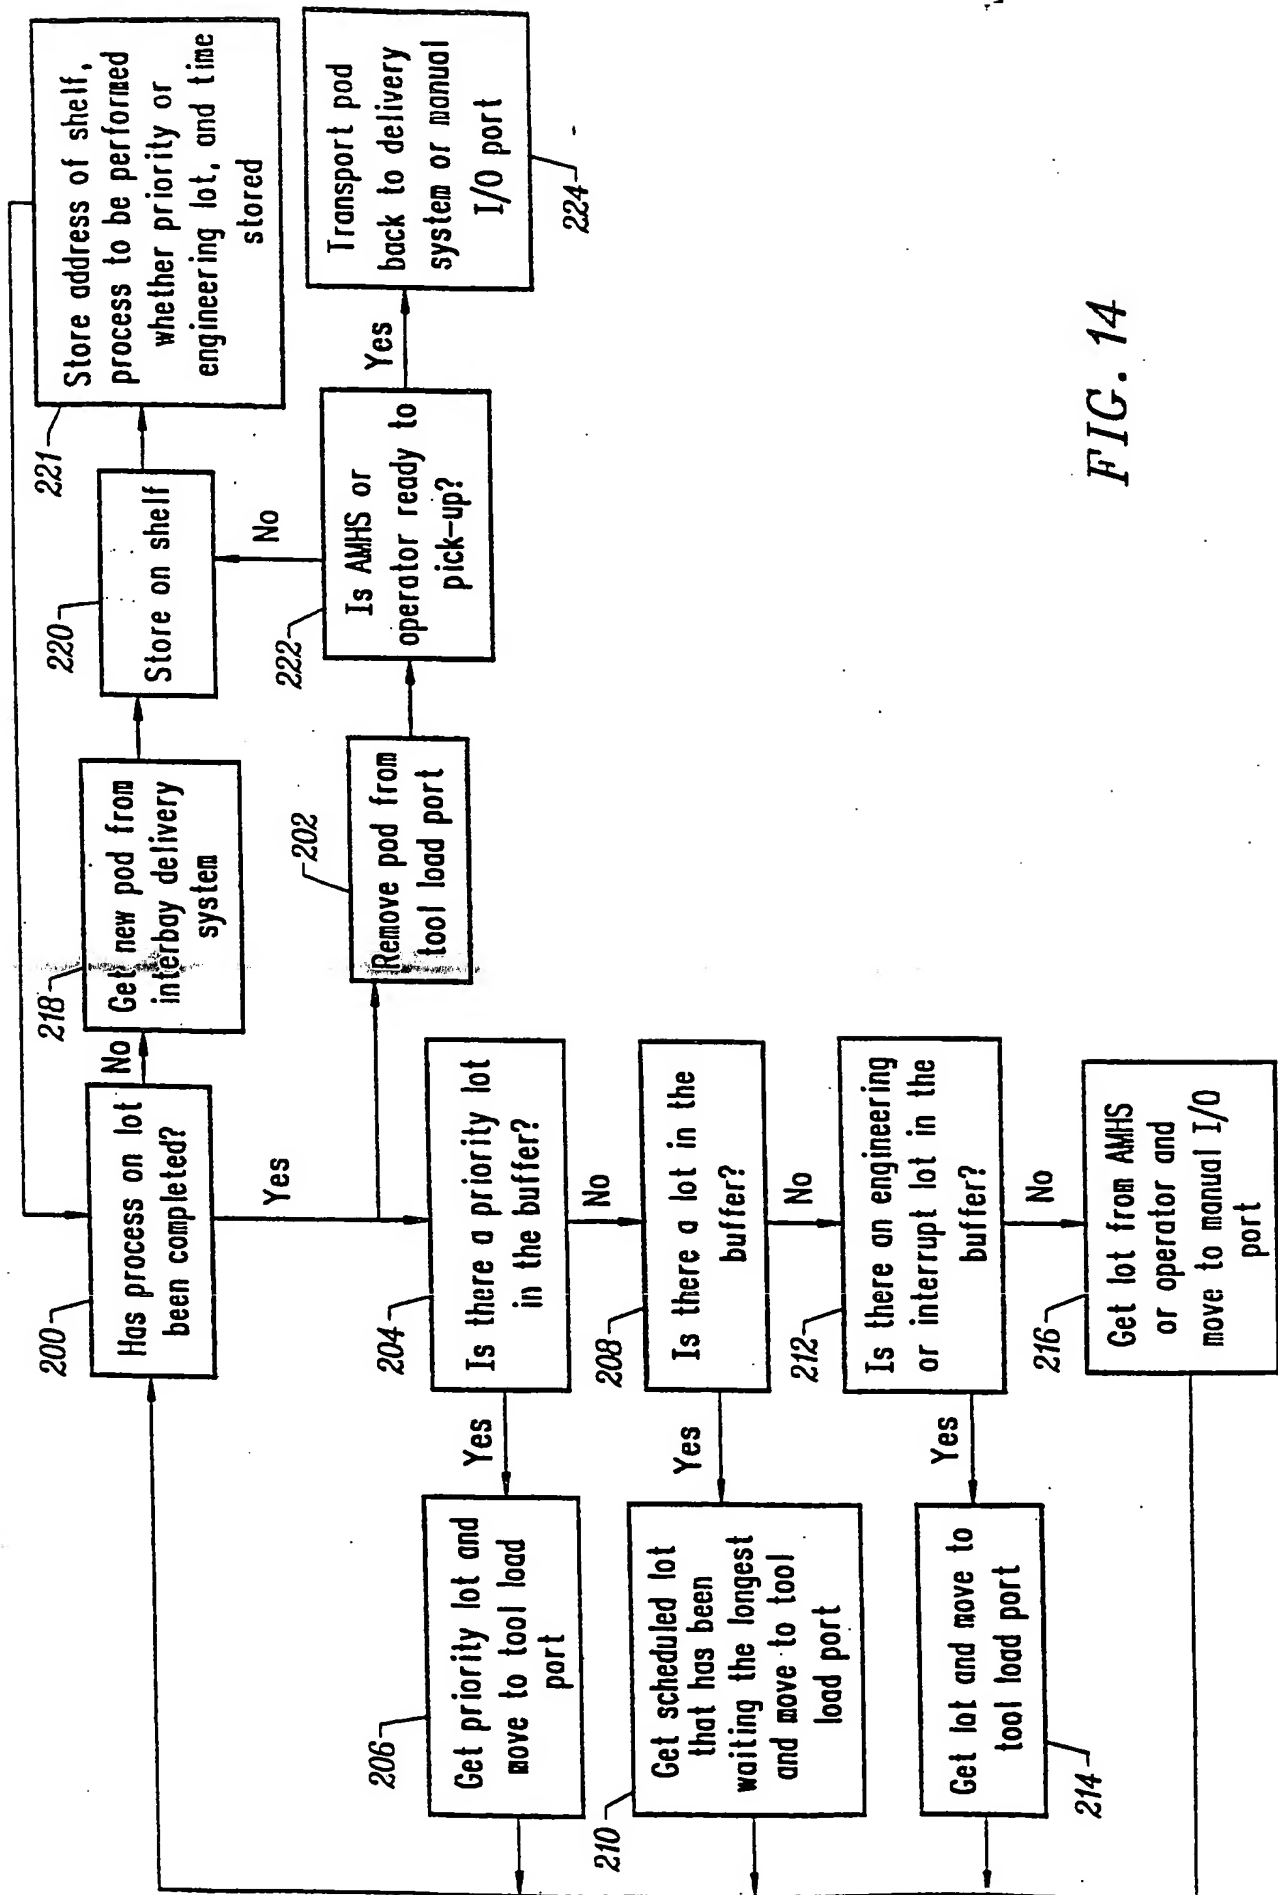 200
Has process on lot
been completed?
No
218
Get new pod from
interbay delivery
system
220
Store on shelf
221
Store address of shelf,
process to be performed
whether priority or
engineering lot, and time
stored
Yes
202
Remove pod from
tool load port
222
Is AMHS or
operator ready to
pick-up?
No
Yes
Transport pod
back to delivery
system or manual
I/O port
224
204
Is there a priority lot
in the buffer?
Yes
206
Get priority lot and
move to tool load
port
No
208
Is there a lot in the
buffer?
Yes
210
Get scheduled lot
that has been
waiting the longest
and move to tool
load port
No
212
Is there an engineering
or interrupt lot in the
buffer?
Yes
Get lot and move to
tool load port
214
No
216
Get lot from AMHS
or operator and
move to manual I/O
port
FIG. 14